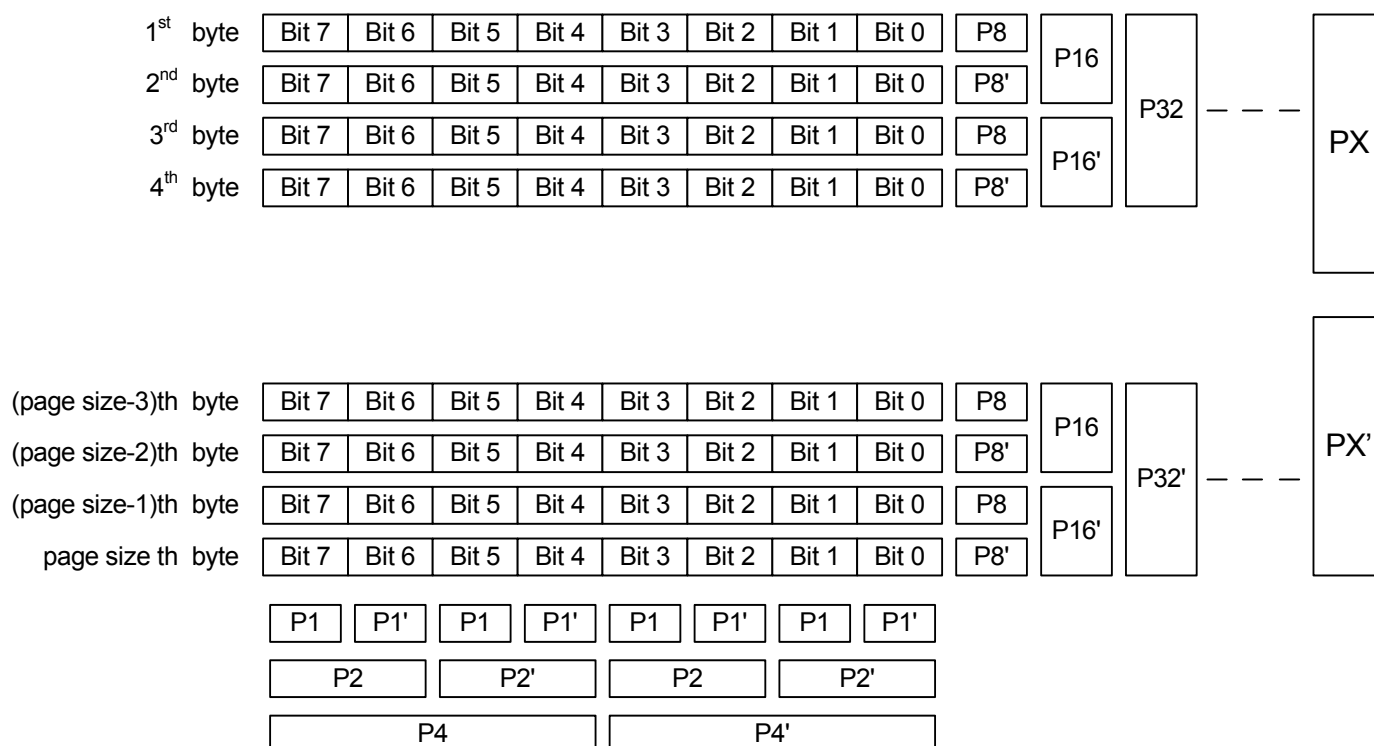 1st byte Bit 7 Bit 6 Bit 5 Bit 4 Bit 3 Bit 2 Bit 1 Bit 0 P8
P16
2nd byte Bit 7 Bit 6 Bit 5 Bit 4 Bit 3 Bit 2 Bit 1 Bit 0 P8'
P32
3rd byte Bit 7 Bit 6 Bit 5 Bit 4 Bit 3 Bit 2 Bit 1 Bit 0 P8
PX
P16'
4th byte Bit 7 Bit 6 Bit 5 Bit 4 Bit 3 Bit 2 Bit 1 Bit 0 P8'
(page size-3)th byte Bit 7 Bit 6 Bit 5 Bit 4 Bit 3 Bit 2 Bit 1 Bit 0 P8
P16
(page size-2)th byte Bit 7 Bit 6 Bit 5 Bit 4 Bit 3 Bit 2 Bit 1 Bit 0 P8'
PX’
P32'
(page size-1)th byte Bit 7 Bit 6 Bit 5 Bit 4 Bit 3 Bit 2 Bit 1 Bit 0 P8
P16'
page size th byte Bit 7 Bit 6 Bit 5 Bit 4 Bit 3 Bit 2 Bit 1 Bit 0 P8'
P1 P1' P1 P1' P1 P1' P1 P1'
P2 P2' P2 P2'
P4 P4'